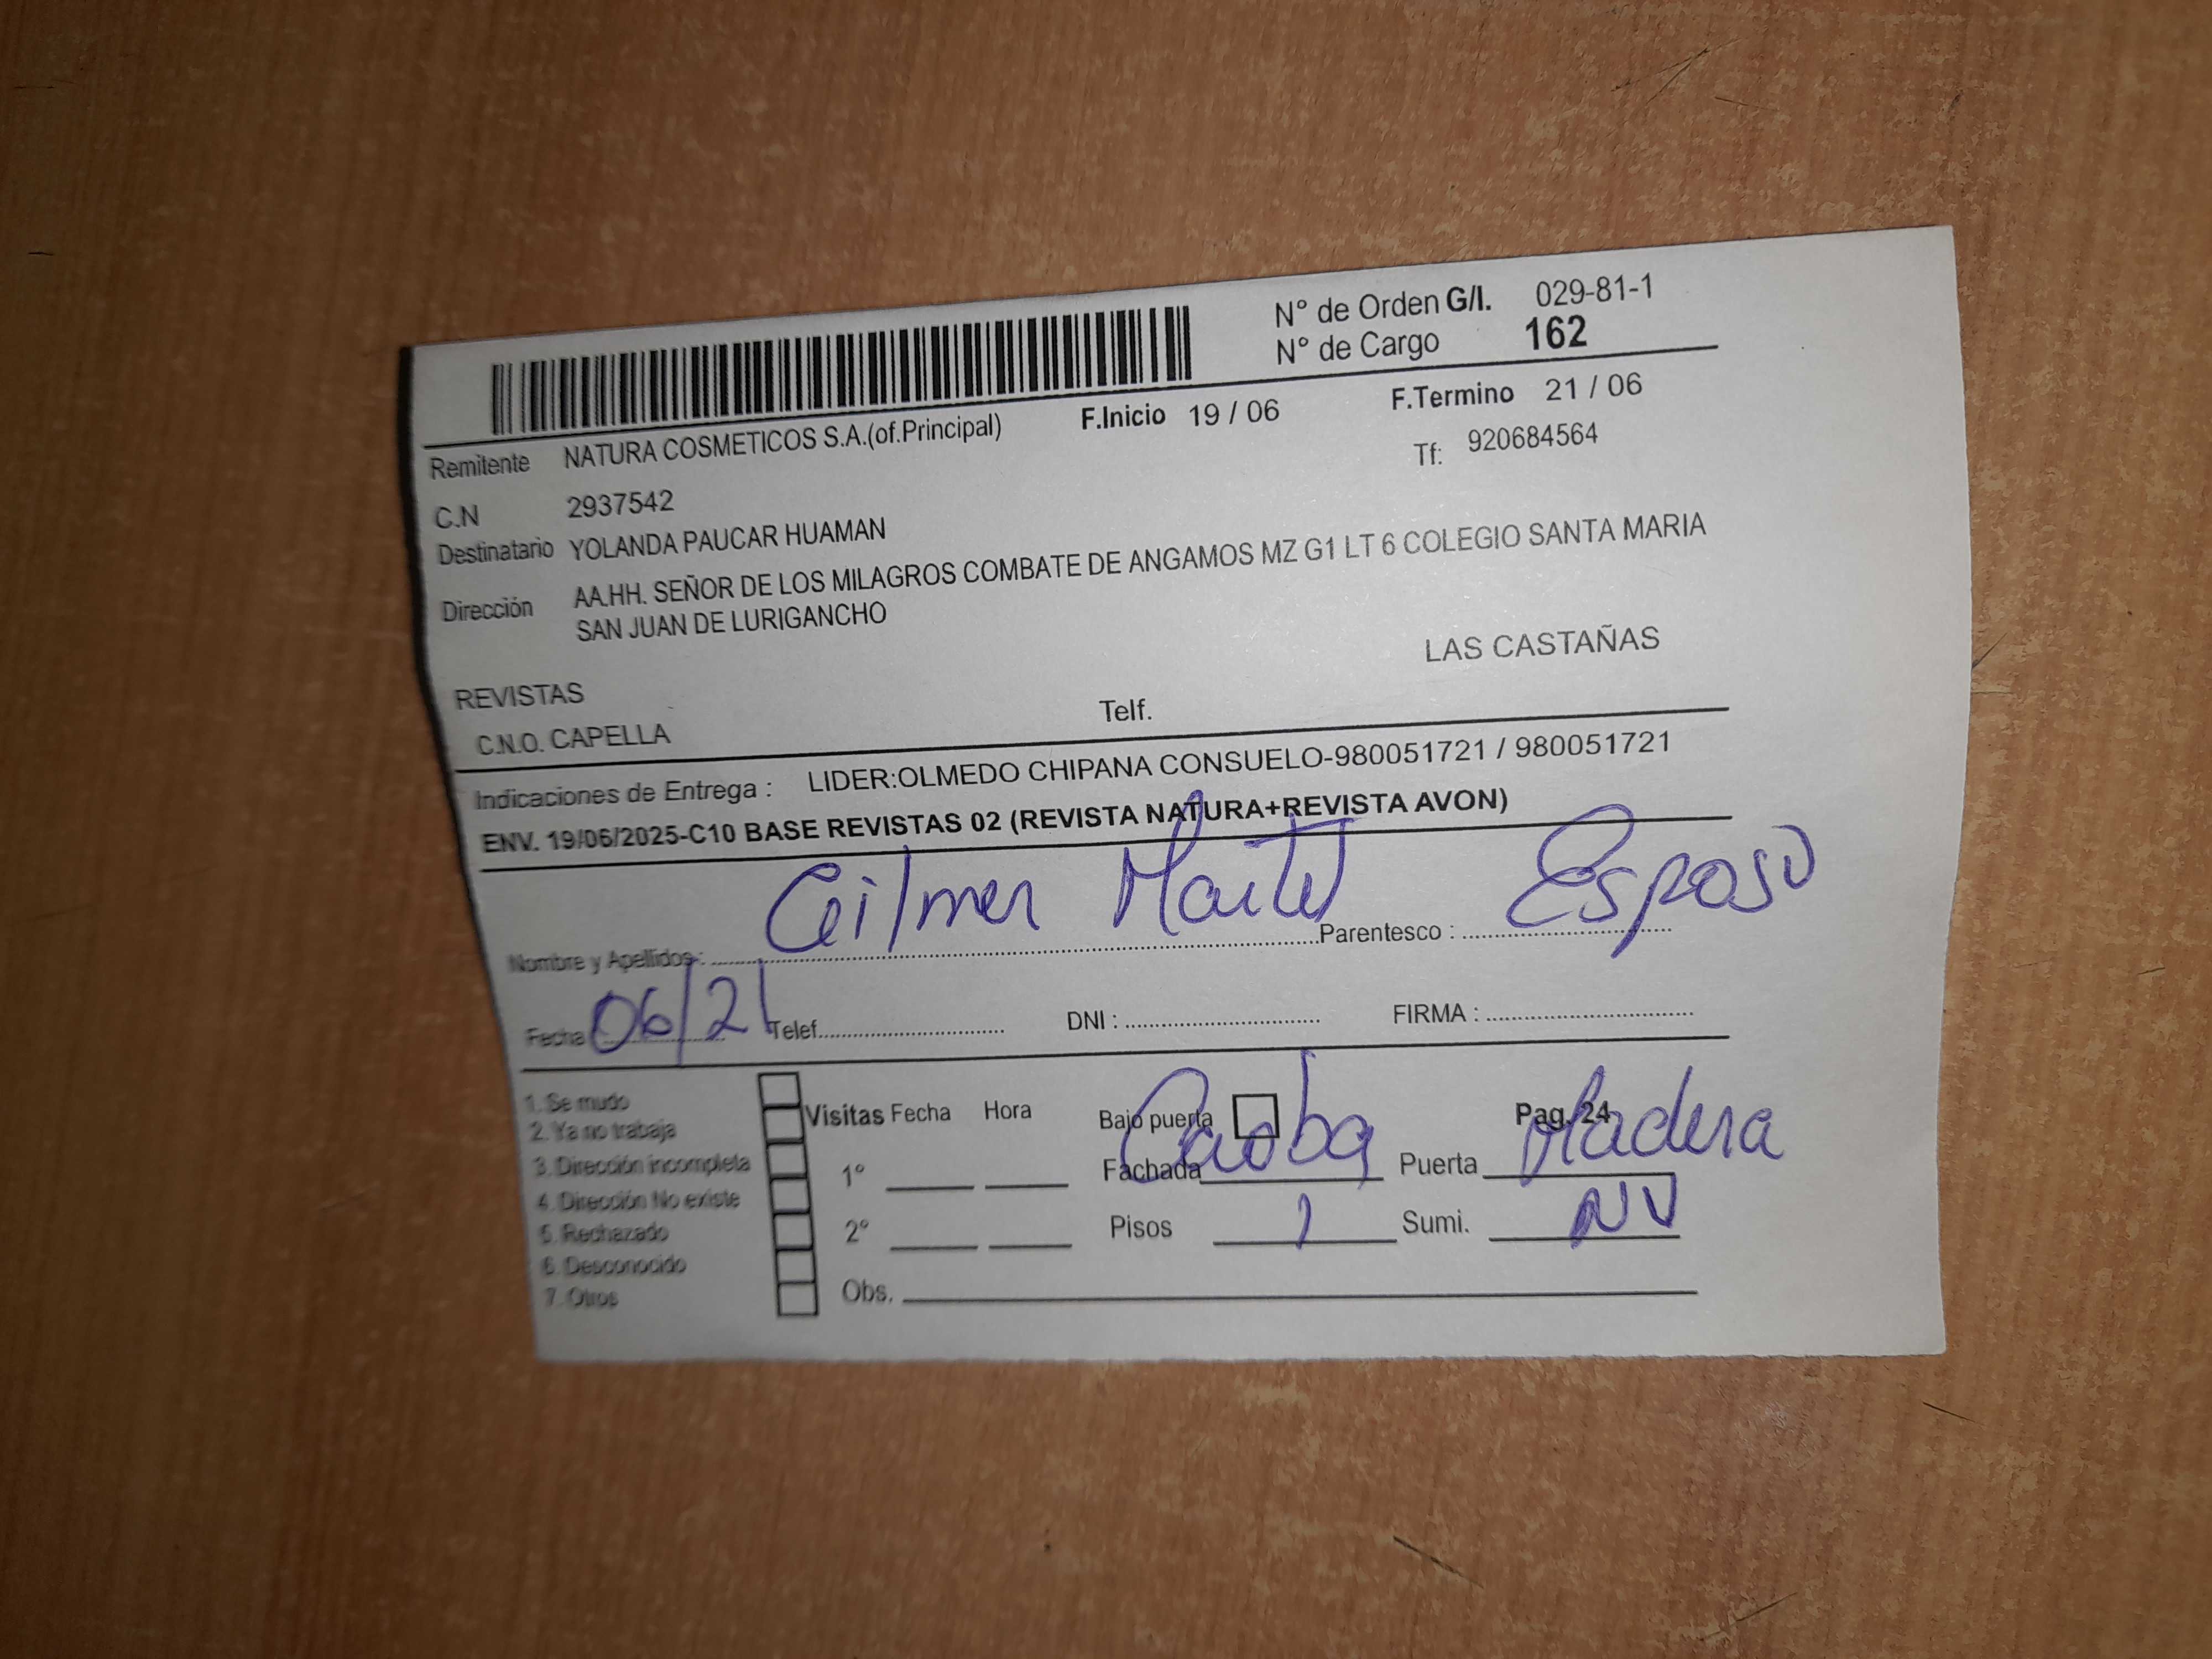 N° de Orden G/I. 029-81-1
N° de Cargo 162
F.Inicio 19 / 06 F.Termino 21 / 06
Remitente NATURA COSMETICOS S.A.(of.Principal) Tf: 920684564
C.N 2937542
Destinatario YOLANDA PAUCAR HUAMAN
Dirección AA.HH. SEÑOR DE LOS MILAGROS COMBATE DE ANGAMOS MZ G1 LT 6 COLEGIO SANTA MARIA
SAN JUAN DE LURIGANCHO
LAS CASTAÑAS
REVISTAS
C.N.O. CAPELLA Telf.
Indicaciones de Entrega : LIDER:OLMEDO CHIPANA CONSUELO-980051721 / 980051721
ENV. 19/06/2025-C10 BASE REVISTAS 02 (REVISTA NATURA+REVISTA AVON)
Nombre y Apellidos : Gilmer Parentesco : Esposo
Fecha 06/21 Telef. DNI : FIRMA :
1. Se mudo
2. Ya no trabaja
3. Dirección incompleta
4. Dirección No existe
5. Rechazado
6. Desconocido
7. Otros
Visitas Fecha Hora Bajo puerta Pag. 24
1° Fachada Caoba Puerta Madera
2° Pisos 1 Sumi. NV
Obs.